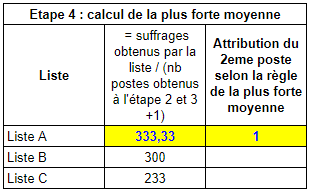 Etape 4 : calcul de la plus forte moyenne
Liste
= suffrages
obtenus par la
liste / (nb
postes obtenus
à l'étape 2 et 3
+1)
Attribution du
2eme poste
selon la règle
de la plus forte
moyenne
Liste A 333,33 1
Liste B 300
Liste C 233